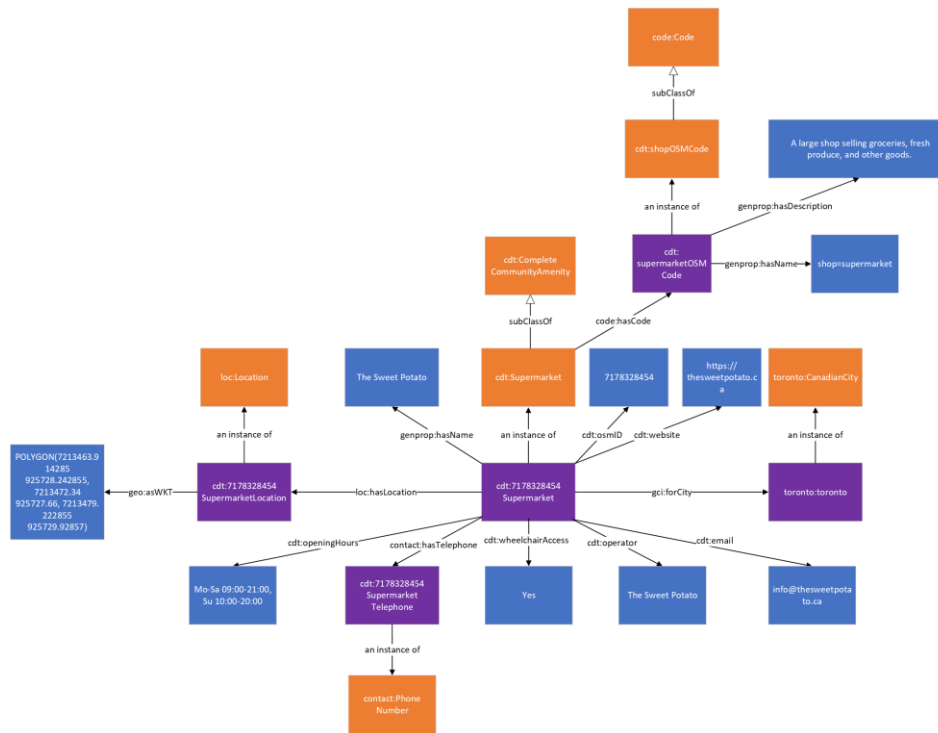 code:Code
subClassOf
cdt:shopOSMCode
A large shop selling groceries, fresh
produce, and other goods.
an instance of
genprop:hasDescription
cdt:
supermarketOSM
Code
genprop:hasName
shop=supermarket
cdt:Complete
CommunityAmenity
subClassOf
code:hasCode
loc:Location
The Sweet Potato
cdt:Supermarket
7178328454
https://
thesweetpotato.c
a
toronto:CanadianCity
an instance of
genprop:hasName
an instance of
cdt:osmID
cdt:website
an instance of
POLYGON(7213463.9
14285
925728.242855,
7213472.34
925727.66, 7213479.
222855
925729.92857)
geo:asWKT
cdt:7178328454
SupermarketLocation
loc:hasLocation
cdt:7178328454
Supermarket
gci:forCity
toronto:toronto
cdt:openingHours
contact:hasTelephone
cdt:wheelchairAccess
cdt:operator
cdt:email
Mo-Sa 09:00-21:00,
Su 10:00-20:00
cdt:7178328454
Supermarket
Telephone
Yes
The Sweet Potato
info@thesweetpota
to.ca
an instance of
contact:Phone
Number